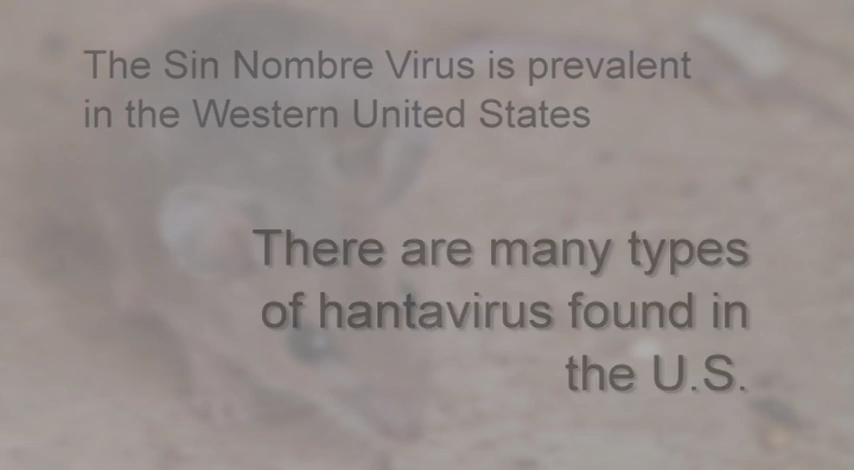 The Sin Nombre Virus is prevalent
in the Western United States
There are many types
of hantavirus found in
the U.S.